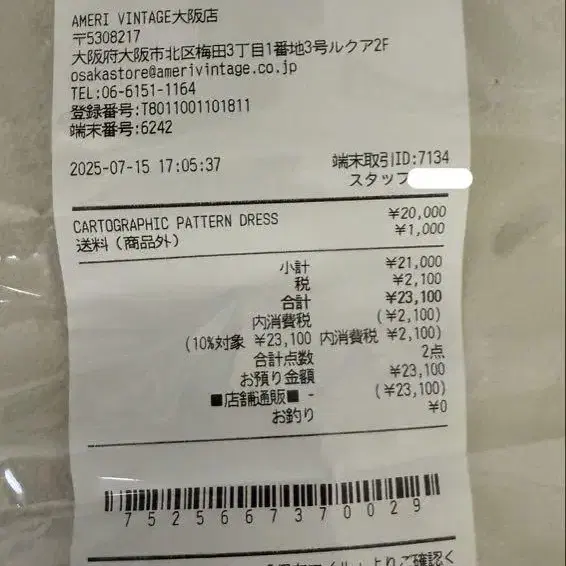 AMERI VINTAGE大阪店
〒5308217
大阪府大阪市北区梅田3丁目1番地3号ルクア2F
osakastore@amerivintage.co.jp
TEL:06-6151-1164
登録番号:T8011001101811
端末番号:6242
2025-07-15 17:05:37 端末取引ID:7134
スタッフ
CARTOGRAPHIC PATTERN DRESS ¥20,000
送料(商品外) ¥1,000
小計 ¥21,000
税 ¥2,100
合計 ¥23,100
内消費税 (¥2,100)
(10%対象 ¥23,100 内消費税 ¥2,100)
合計点数 2点
お預り金額 ¥23,100
■店舗通販■ - (¥23,100)
お釣り ¥0
7525667370029